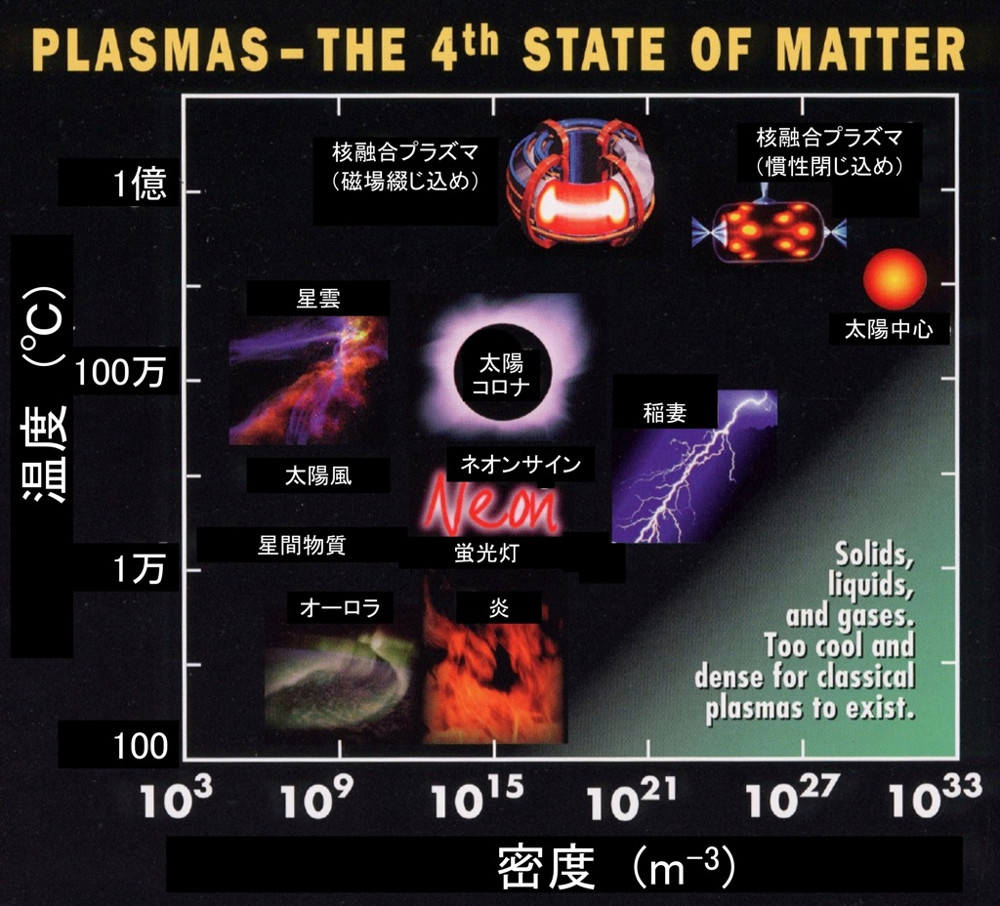 PLASMAS – THE 4th STATE OF MATTER
核融合プラズマ
（磁場綴じ込め）
核融合プラズマ
（慣性閉じ込め）
1億
星雲
太陽中心
太陽
コロナ
100万
稲妻
温度（℃）
ネオンサイン
太陽風
Neon
星間物質
蛍光灯
1万
オーロラ
炎
Solids,
liquids,
and gases.
Too cool and
dense for classical
plasmas to exist.
100
10³ 10⁹ 10¹⁵ 10²¹ 10²⁷ 10³³
密度（m⁻³）